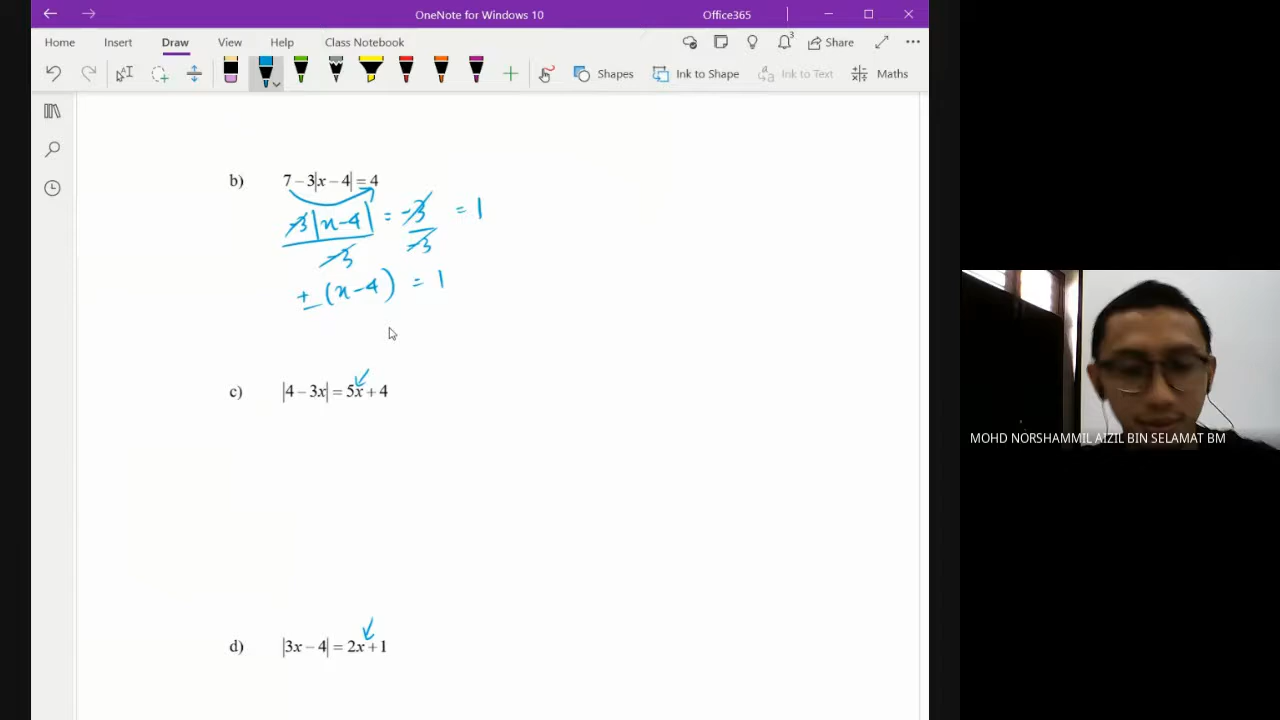 OneNote for Windows 10
Office365
Home Insert Draw View Help Class Notebook
3
Share
Shapes Ink to Shape Ink to Text Maths
b) 7 − 3|x − 4| = 4
-3|x-4| = -3 = 1
-3 -3
±(x-4) = 1
c) |4 − 3x| = 5x + 4
MOHD NORSHAMMIL AIZIL BIN SELAMAT BM
d) |3x − 4| = 2x + 1